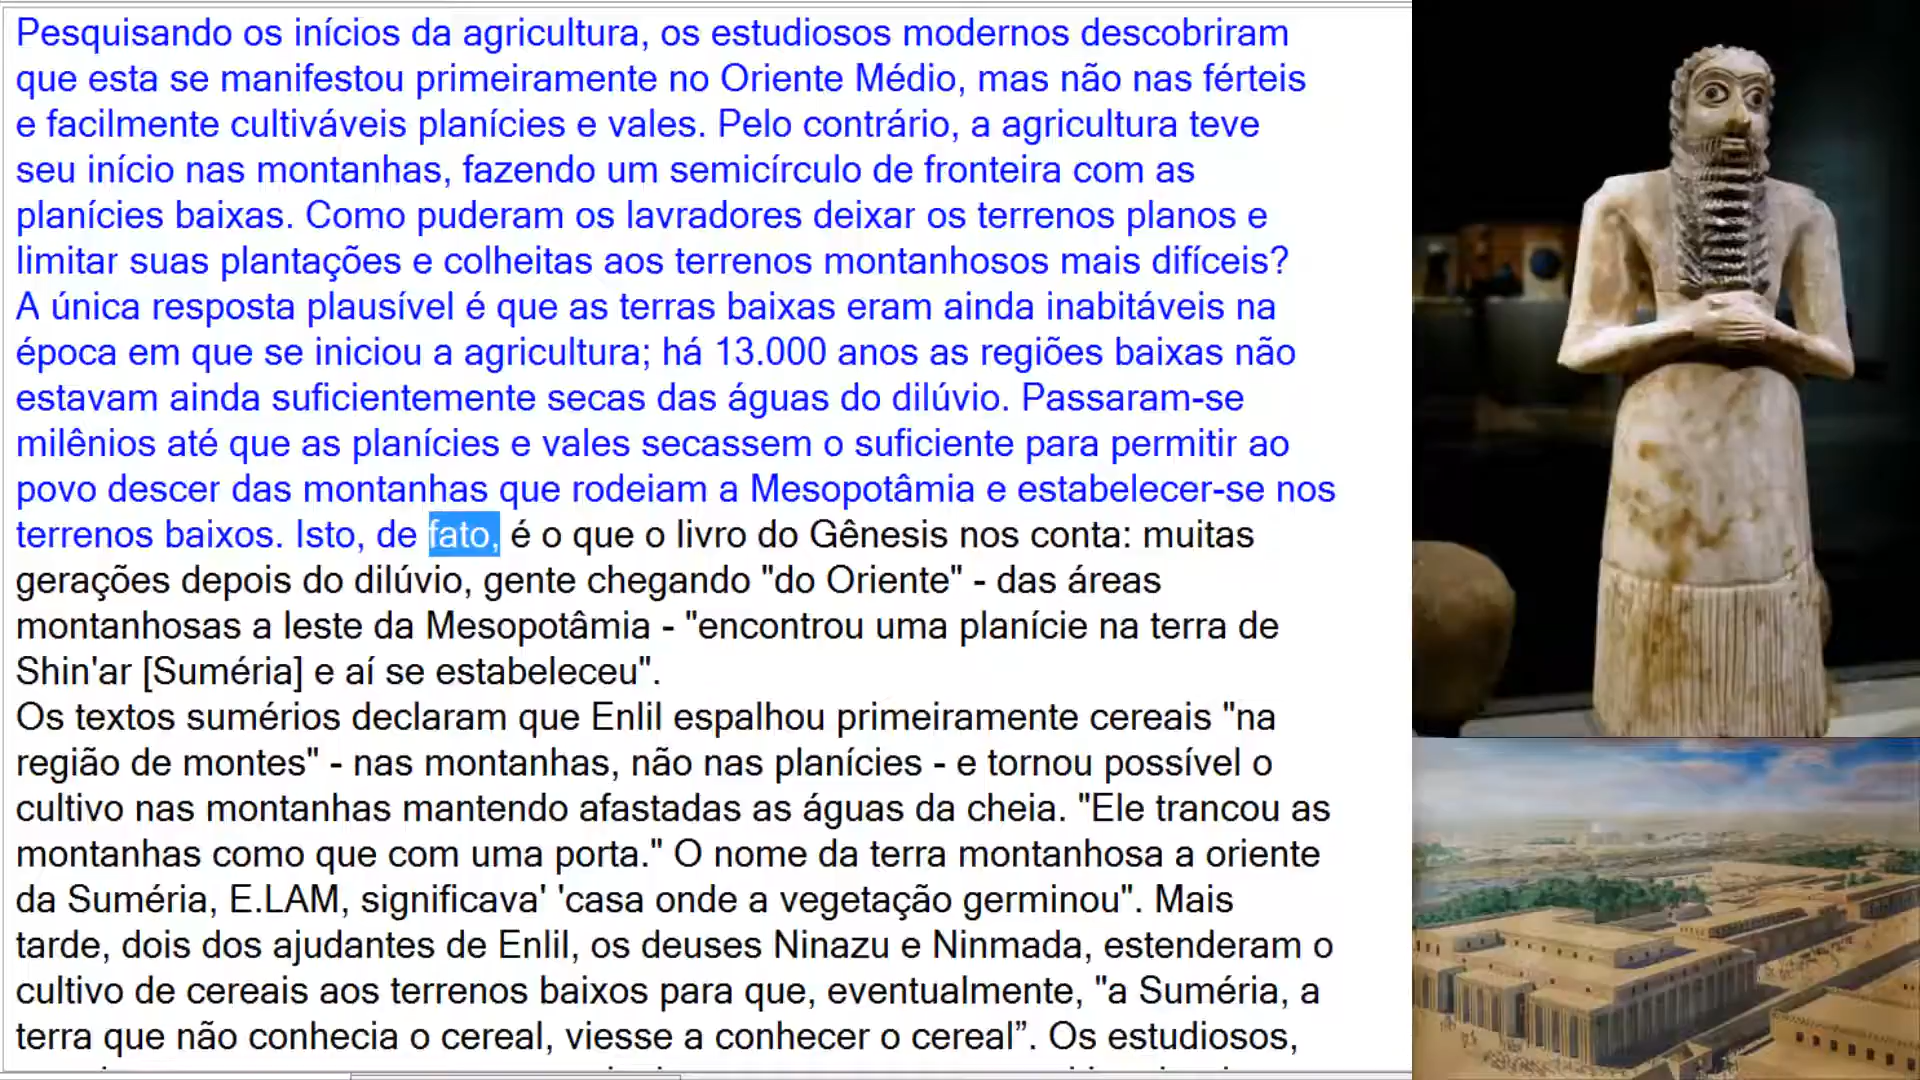 Pesquisando os inícios da agricultura, os estudiosos modernos descobriram
que esta se manifestou primeiramente no Oriente Médio, mas não nas férteis
e facilmente cultiváveis planícies e vales. Pelo contrário, a agricultura teve
seu início nas montanhas, fazendo um semicírculo de fronteira com as
planícies baixas. Como puderam os lavradores deixar os terrenos planos e
limitar suas plantações e colheitas aos terrenos montanhosos mais difíceis?
A única resposta plausível é que as terras baixas eram ainda inabitáveis na
época em que se iniciou a agricultura; há 13.000 anos as regiões baixas não
estavam ainda suficientemente secas das águas do dilúvio. Passaram-se
milênios até que as planícies e vales secassem o suficiente para permitir ao
povo descer das montanhas que rodeiam a Mesopotâmia e estabelecer-se nos
terrenos baixos. Isto, de fato, é o que o livro do Gênesis nos conta: muitas
gerações depois do dilúvio, gente chegando "do Oriente" - das áreas
montanhosas a leste da Mesopotâmia - "encontrou uma planície na terra de
Shin'ar [Suméria] e aí se estabeleceu".
Os textos sumérios declaram que Enlil espalhou primeiramente cereais "na
região de montes" - nas montanhas, não nas planícies - e tornou possível o
cultivo nas montanhas mantendo afastadas as águas da cheia. "Ele trancou as
montanhas como que com uma porta." O nome da terra montanhosa a oriente
da Suméria, E.LAM, significava' 'casa onde a vegetação germinou". Mais
tarde, dois dos ajudantes de Enlil, os deuses Ninazu e Ninmada, estenderam o
cultivo de cereais aos terrenos baixos para que, eventualmente, "a Suméria, a
terra que não conhecia o cereal, viesse a conhecer o cereal”. Os estudiosos,